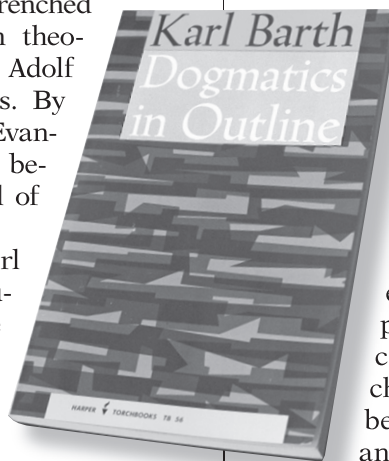 renched
theo-
Adolf
s. By
Evan-
be-
l of
rl
Karl Barth
Dogmatics
in Outline
HARPER TORCHBOOKS TB 56
p
c
ch
be
an